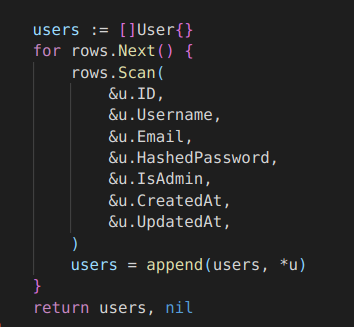 users := []User{}
for rows.Next() {
    rows.Scan(
        &u.ID,
        &u.Username,
        &u.Email,
        &u.HashedPassword,
        &u.IsAdmin,
        &u.CreatedAt,
        &u.UpdatedAt,
    )
    users = append(users, *u)
}
return users, nil